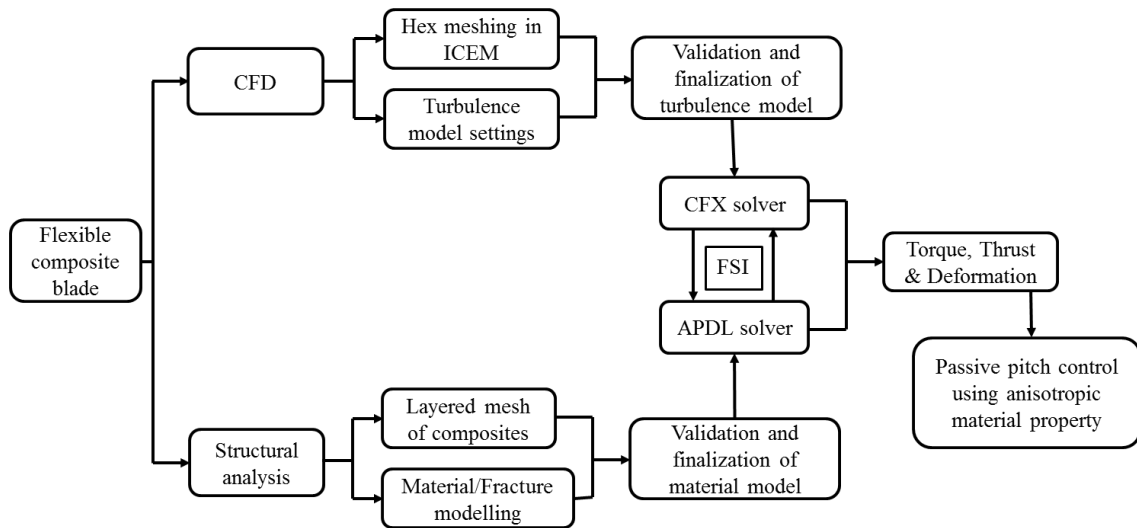 Hex meshing in
ICEM
CFD
Turbulence
model settings
Validation and
finalization of
turbulence model
CFX solver
Flexible
composite
blade
FSI
Torque, Thrust
& Deformation
APDL solver
Passive pitch control
using anisotropic
material property
Layered mesh
of composites
Structural
analysis
Material/Fracture
modelling
Validation and
finalization of
material model